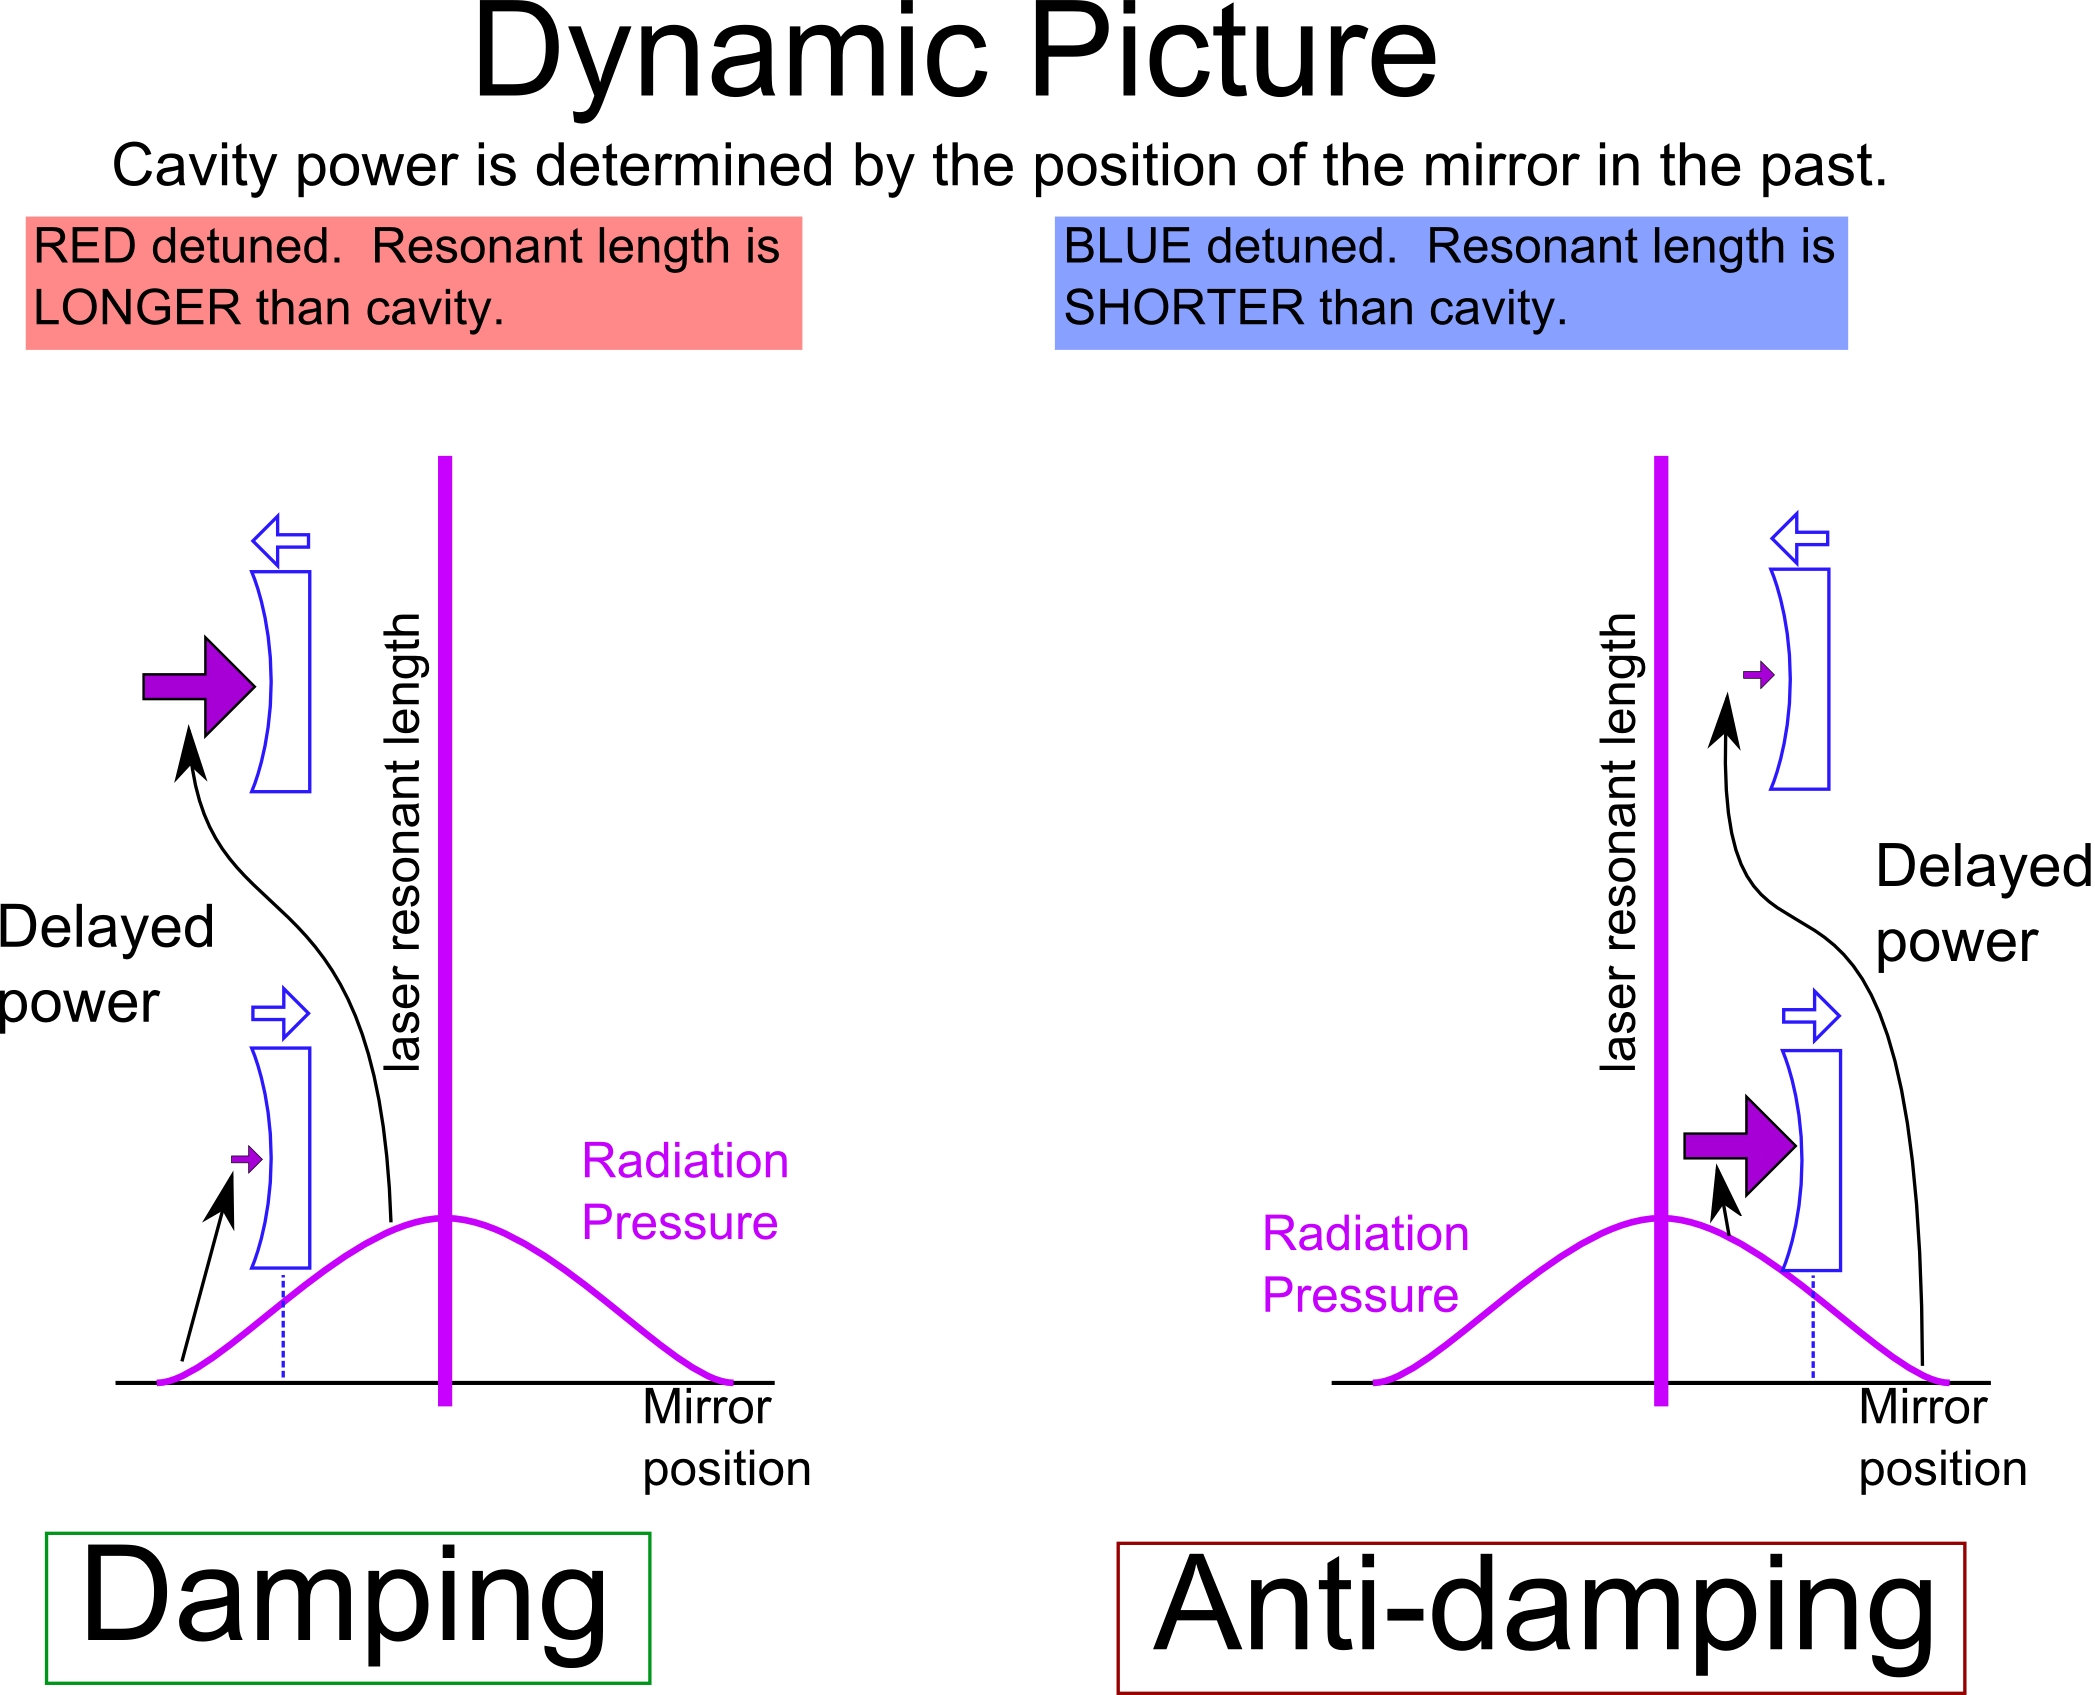 Dynamic Picture
Cavity power is determined by the position of the mirror in the past.
RED detuned.  Resonant length is
LONGER than cavity.
BLUE detuned.  Resonant length is
SHORTER than cavity.
laser resonant length
Delayed
power
Radiation
Pressure
Mirror
position
Damping
laser resonant length
Delayed
power
Radiation
Pressure
Mirror
position
Anti-damping